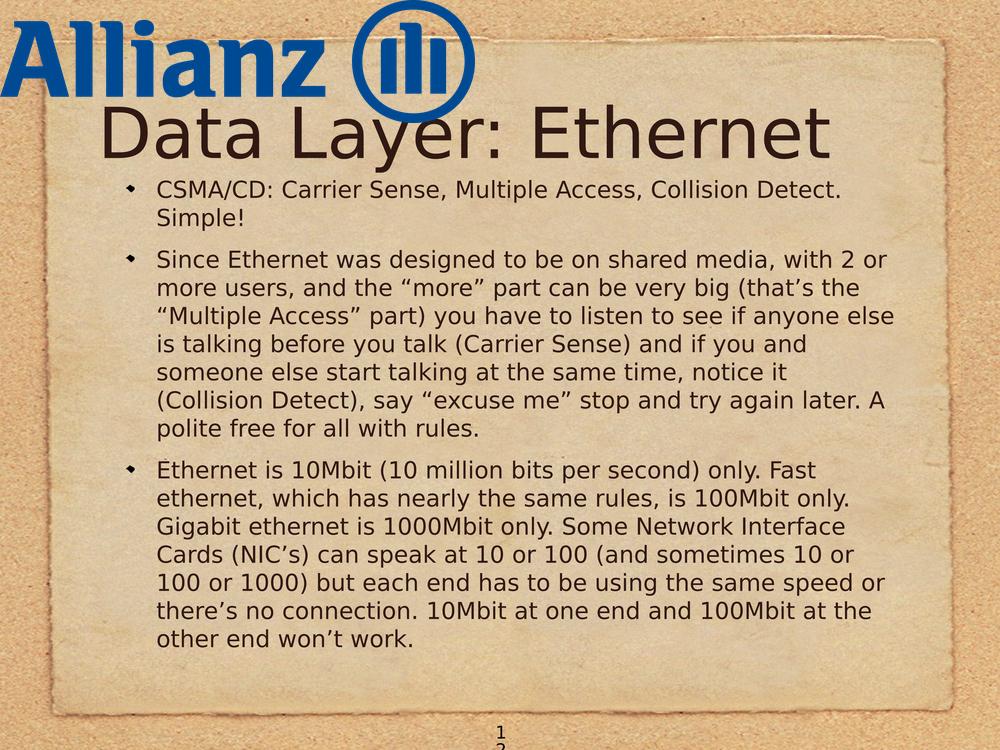 Allianz
Data Layer: Ethernet
CSMA/CD: Carrier Sense, Multiple Access, Collision Detect.
Simple!
Since Ethernet was designed to be on shared media, with 2 or
more users, and the “more” part can be very big (that’s the
“Multiple Access” part) you have to listen to see if anyone else
is talking before you talk (Carrier Sense) and if you and
someone else start talking at the same time, notice it
(Collision Detect), say “excuse me” stop and try again later. A
polite free for all with rules.
Ethernet is 10Mbit (10 million bits per second) only. Fast
ethernet, which has nearly the same rules, is 100Mbit only.
Gigabit ethernet is 1000Mbit only. Some Network Interface
Cards (NIC’s) can speak at 10 or 100 (and sometimes 10 or
100 or 1000) but each end has to be using the same speed or
there’s no connection. 10Mbit at one end and 100Mbit at the
other end won’t work.
1